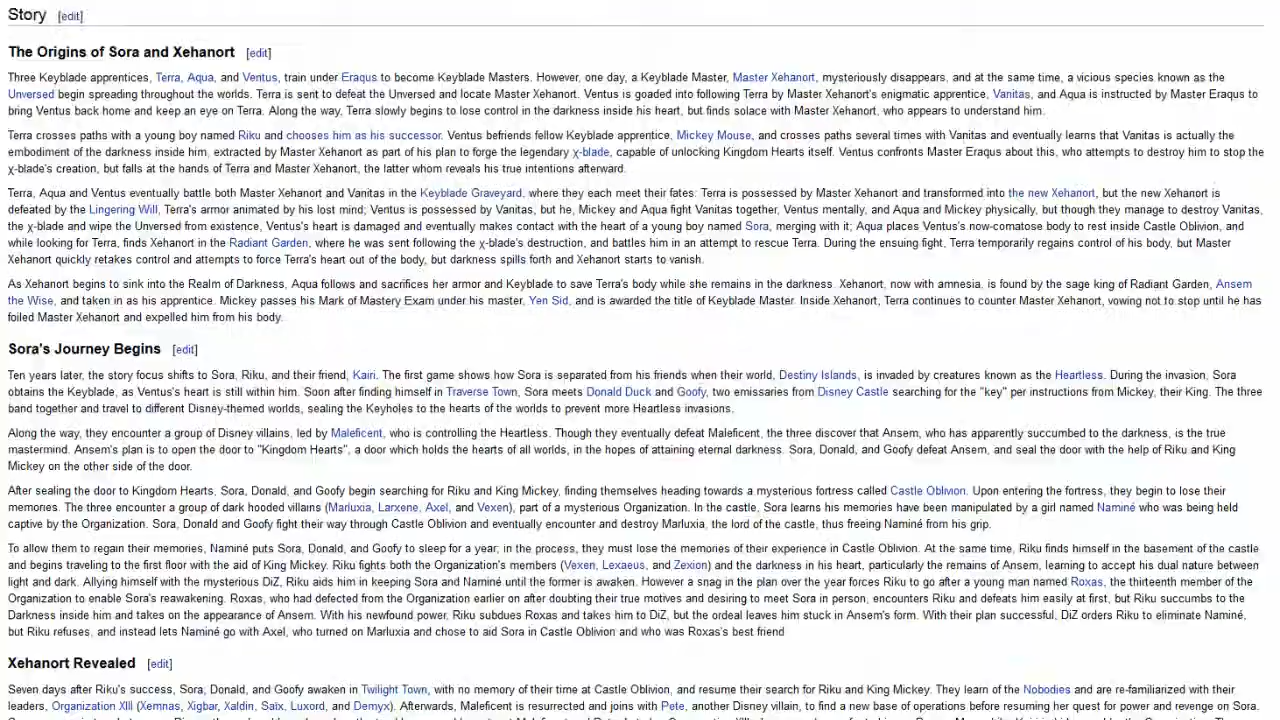 Story [edit]
The Origins of Sora and Xehanort [edit]
Three Keyblade apprentices, Terra, Aqua, and Ventus, train under Eraqus to become Keyblade Masters. However, one day, a Keyblade Master, Master Xehanort, mysteriously disappears, and at the same time, a vicious species known as the
Unversed begin spreading throughout the worlds. Terra is sent to defeat the Unversed and locate Master Xehanort. Ventus is goaded into following Terra by Master Xehanort's enigmatic apprentice, Vanitas, and Aqua is instructed by Master Eraqus to
bring Ventus back home and keep an eye on Terra. Along the way, Terra slowly begins to lose control in the darkness inside his heart, but finds solace with Master Xehanort, who appears to understand him.
Terra crosses paths with a young boy named Riku and chooses him as his successor. Ventus befriends fellow Keyblade apprentice, Mickey Mouse, and crosses paths several times with Vanitas and eventually learns that Vanitas is actually the
embodiment of the darkness inside him, extracted by Master Xehanort as part of his plan to forge the legendary χ-blade, capable of unlocking Kingdom Hearts itself. Ventus confronts Master Eraqus about this, who attempts to destroy him to stop the
χ-blade's creation, but falls at the hands of Terra and Master Xehanort, the latter whom reveals his true intentions afterward.
Terra, Aqua and Ventus eventually battle both Master Xehanort and Vanitas in the Keyblade Graveyard, where they each meet their fates: Terra is possessed by Master Xehanort and transformed into the new Xehanort, but the new Xehanort is
defeated by the Lingering Will, Terra's armor animated by his lost mind; Ventus is possessed by Vanitas, but he, Mickey and Aqua fight Vanitas together, Ventus mentally, and Aqua and Mickey physically, but though they manage to destroy Vanitas,
the χ-blade and wipe the Unversed from existence, Ventus's heart is damaged and eventually makes contact with the heart of a young boy named Sora, merging with it; Aqua places Ventus's now-comatose body to rest inside Castle Oblivion, and
while looking for Terra, finds Xehanort in the Radiant Garden, where he was sent following the χ-blade's destruction, and battles him in an attempt to rescue Terra. During the ensuing fight, Terra temporarily regains control of his body, but Master
Xehanort quickly retakes control and attempts to force Terra's heart out of the body, but darkness spills forth and Xehanort starts to vanish.
As Xehanort begins to sink into the Realm of Darkness, Aqua follows and sacrifices her armor and Keyblade to save Terra's body while she remains in the darkness. Xehanort, now with amnesia, is found by the sage king of Radiant Garden, Ansem
the Wise, and taken in as his apprentice. Mickey passes his Mark of Mastery Exam under his master, Yen Sid, and is awarded the title of Keyblade Master. Inside Xehanort, Terra continues to counter Master Xehanort, vowing not to stop until he has
foiled Master Xehanort and expelled him from his body.
Sora's Journey Begins [edit]
Ten years later, the story focus shifts to Sora, Riku, and their friend, Kairi. The first game shows how Sora is separated from his friends when their world, Destiny Islands, is invaded by creatures known as the Heartless. During the invasion, Sora
obtains the Keyblade, as Ventus's heart is still within him. Soon after finding himself in Traverse Town, Sora meets Donald Duck and Goofy, two emissaries from Disney Castle searching for the "key" per instructions from Mickey, their King. The three
band together and travel to different Disney-themed worlds, sealing the Keyholes to the hearts of the worlds to prevent more Heartless invasions.
Along the way, they encounter a group of Disney villains, led by Maleficent, who is controlling the Heartless. Though they eventually defeat Maleficent, the three discover that Ansem, who has apparently succumbed to the darkness, is the true
mastermind. Ansem's plan is to open the door to "Kingdom Hearts", a door which holds the hearts of all worlds, in the hopes of attaining eternal darkness. Sora, Donald, and Goofy defeat Ansem, and seal the door with the help of Riku and King
Mickey on the other side of the door.
After sealing the door to Kingdom Hearts, Sora, Donald, and Goofy begin searching for Riku and King Mickey, finding themselves heading towards a mysterious fortress called Castle Oblivion. Upon entering the fortress, they begin to lose their
memories. The three encounter a group of dark hooded villains (Marluxia, Larxene, Axel, and Vexen), part of a mysterious Organization. In the castle, Sora learns his memories have been manipulated by a girl named Naminé who was being held
captive by the Organization. Sora, Donald and Goofy fight their way through Castle Oblivion and eventually encounter and destroy Marluxia, the lord of the castle, thus freeing Naminé from his grip.
To allow them to regain their memories, Naminé puts Sora, Donald, and Goofy to sleep for a year; in the process, they must lose the memories of their experience in Castle Oblivion. At the same time, Riku finds himself in the basement of the castle
and begins traveling to the first floor with the aid of King Mickey. Riku fights both the Organization's members (Vexen, Lexaeus, and Zexion) and the darkness in his heart, particularly the remains of Ansem, learning to accept his dual nature between
light and dark. Allying himself with the mysterious DiZ, Riku aids him in keeping Sora and Naminé until the former is awaken. However a snag in the plan over the year forces Riku to go after a young man named Roxas, the thirteenth member of the
Organization to enable Sora's reawakening. Roxas, who had defected from the Organization earlier on after doubting their true motives and desiring to meet Sora in person, encounters Riku and defeats him easily at first, but Riku succumbs to the
Darkness inside him and takes on the appearance of Ansem. With his newfound power, Riku subdues Roxas and takes him to DiZ, but the ordeal leaves him stuck in Ansem's form. With their plan successful, DiZ orders Riku to eliminate Naminé,
but Riku refuses, and instead lets Naminé go with Axel, who turned on Marluxia and chose to aid Sora in Castle Oblivion and who was Roxas's best friend
Xehanort Revealed [edit]
Seven days after Riku's success, Sora, Donald, and Goofy awaken in Twilight Town, with no memory of their time at Castle Oblivion, and resume their search for Riku and King Mickey. They learn of the Nobodies and are re-familiarized with their
leaders, Organization XIII (Xemnas, Xigbar, Xaldin, Saïx, Luxord, and Demyx). Afterwards, Maleficent is resurrected and joins with Pete, another Disney villain, to find a new base of operations before resuming her quest for power and revenge on Sora.